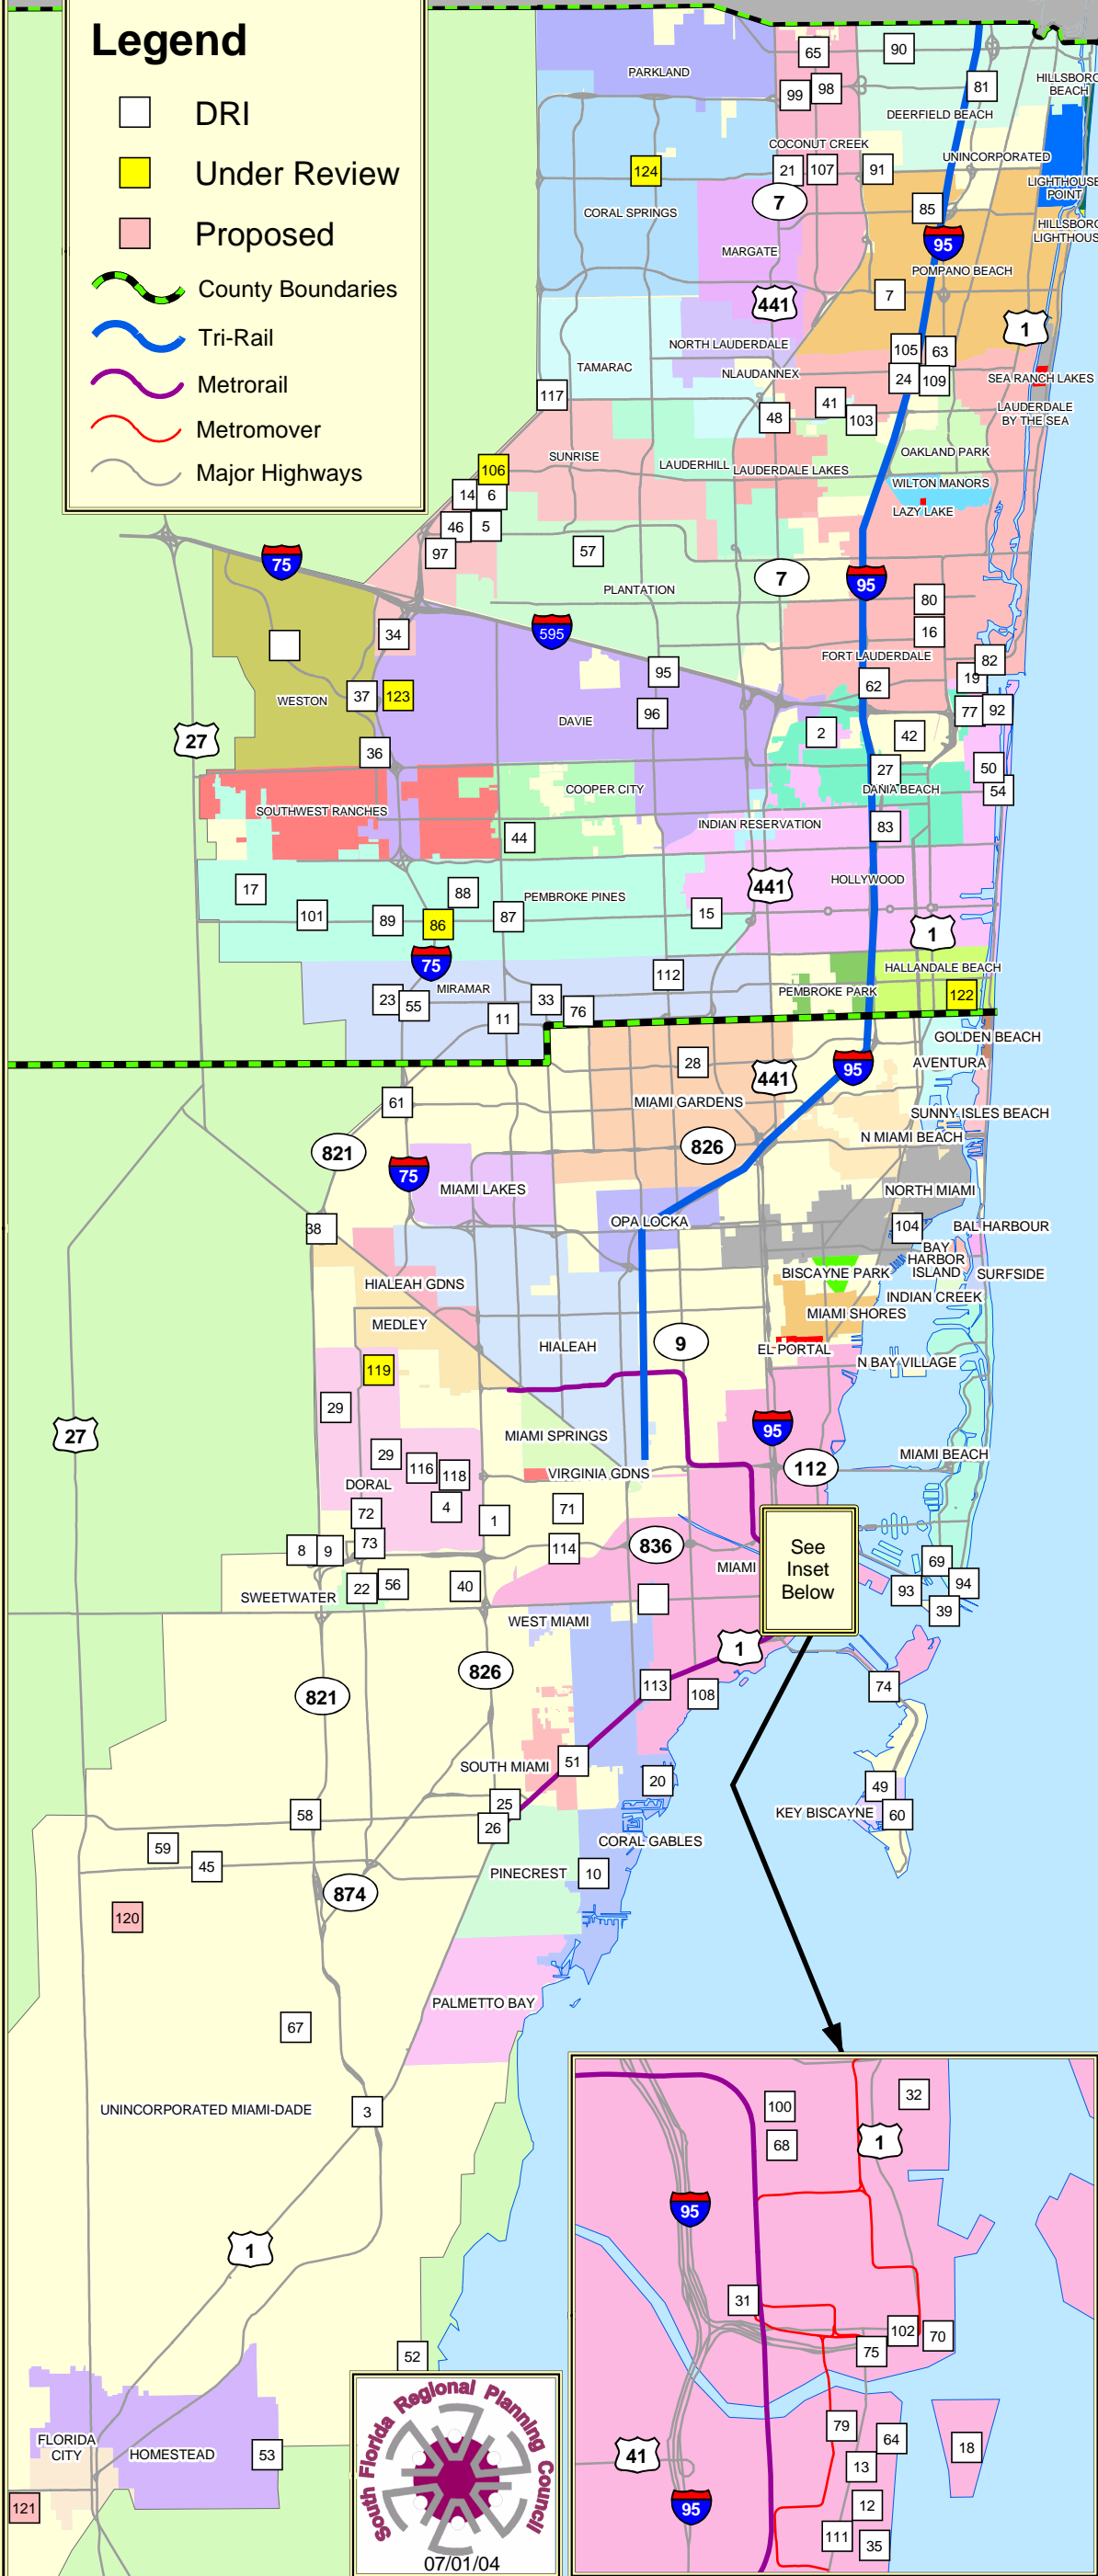 Legend
DRI
Under Review
Proposed
County Boundaries
Tri-Rail
Metrorail
Metromover
Major Highways
65
90
PARKLAND
99
98
81
HILLSBORO
BEACH
DEERFIELD BEACH
COCONUT CREEK
124
21
107
91
UNINCORPORATED
LIGHTHOUSE
POINT
7
85
CORAL SPRINGS
HILLSBORO
LIGHTHOUSE
95
MARGATE
POMPANO BEACH
441
7
1
NORTH LAUDERDALE
105
63
TAMARAC
NLAUDANNEX
24
109
SEA RANCH LAKES
117
41
LAUDERDALE
BY THE SEA
48
103
SUNRISE
OAKLAND PARK
106
LAUDERHILL
LAUDERDALE LAKES
WILTON MANORS
14
6
LAZY LAKE
46
5
97
57
75
7
95
PLANTATION
80
34
595
16
FORT LAUDERDALE
82
95
19
37
123
62
WESTON
96
77
92
DAVIE
2
42
27
36
27
50
COOPER CITY
DANIA BEACH
54
SOUTHWEST RANCHES
INDIAN RESERVATION
83
44
17
88
441
HOLLYWOOD
PEMBROKE PINES
101
89
86
87
15
1
75
112
HALLANDALE BEACH
MIRAMAR
PEMBROKE PARK
122
23
55
33
76
11
GOLDEN BEACH
28
441
95
AVENTURA
61
MIAMI GARDENS
SUNNY ISLES BEACH
821
826
N MIAMI BEACH
75
MIAMI LAKES
NORTH MIAMI
38
OPA LOCKA
104
BAL HARBOUR
BAY
HARBOR
ISLAND
BISCAYNE PARK
SURFSIDE
HIALEAH GDNS
INDIAN CREEK
MIAMI SHORES
MEDLEY
9
HIALEAH
EL PORTAL
N BAY VILLAGE
119
29
95
27
MIAMI SPRINGS
MIAMI BEACH
29
116
118
VIRGINIA GDNS
112
DORAL
4
71
72
1
73
8
9
114
836
See
Inset
Below
MIAMI
69
22
56
40
93
94
SWEETWATER
39
WEST MIAMI
1
826
113
74
821
108
SOUTH MIAMI
51
20
49
25
58
26
KEY BISCAYNE
60
59
CORAL GABLES
45
PINECREST
10
874
120
PALMETTO BAY
67
UNINCORPORATED MIAMI-DADE
3
1
52
FLORIDA
CITY
HOMESTEAD
53
121
South Florida Regional Planning Council
07/01/04
32
100
68
1
95
31
102
70
75
79
64
41
18
13
12
95
111
35